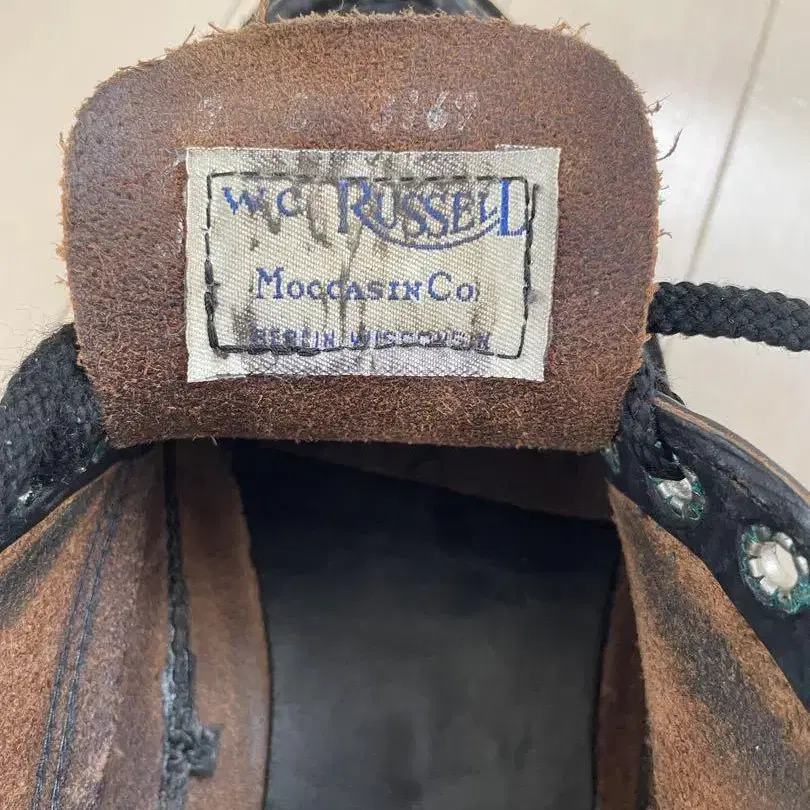 W.C. RUSSELL
MOCCASIN CO
BERLIN, WISCONSIN